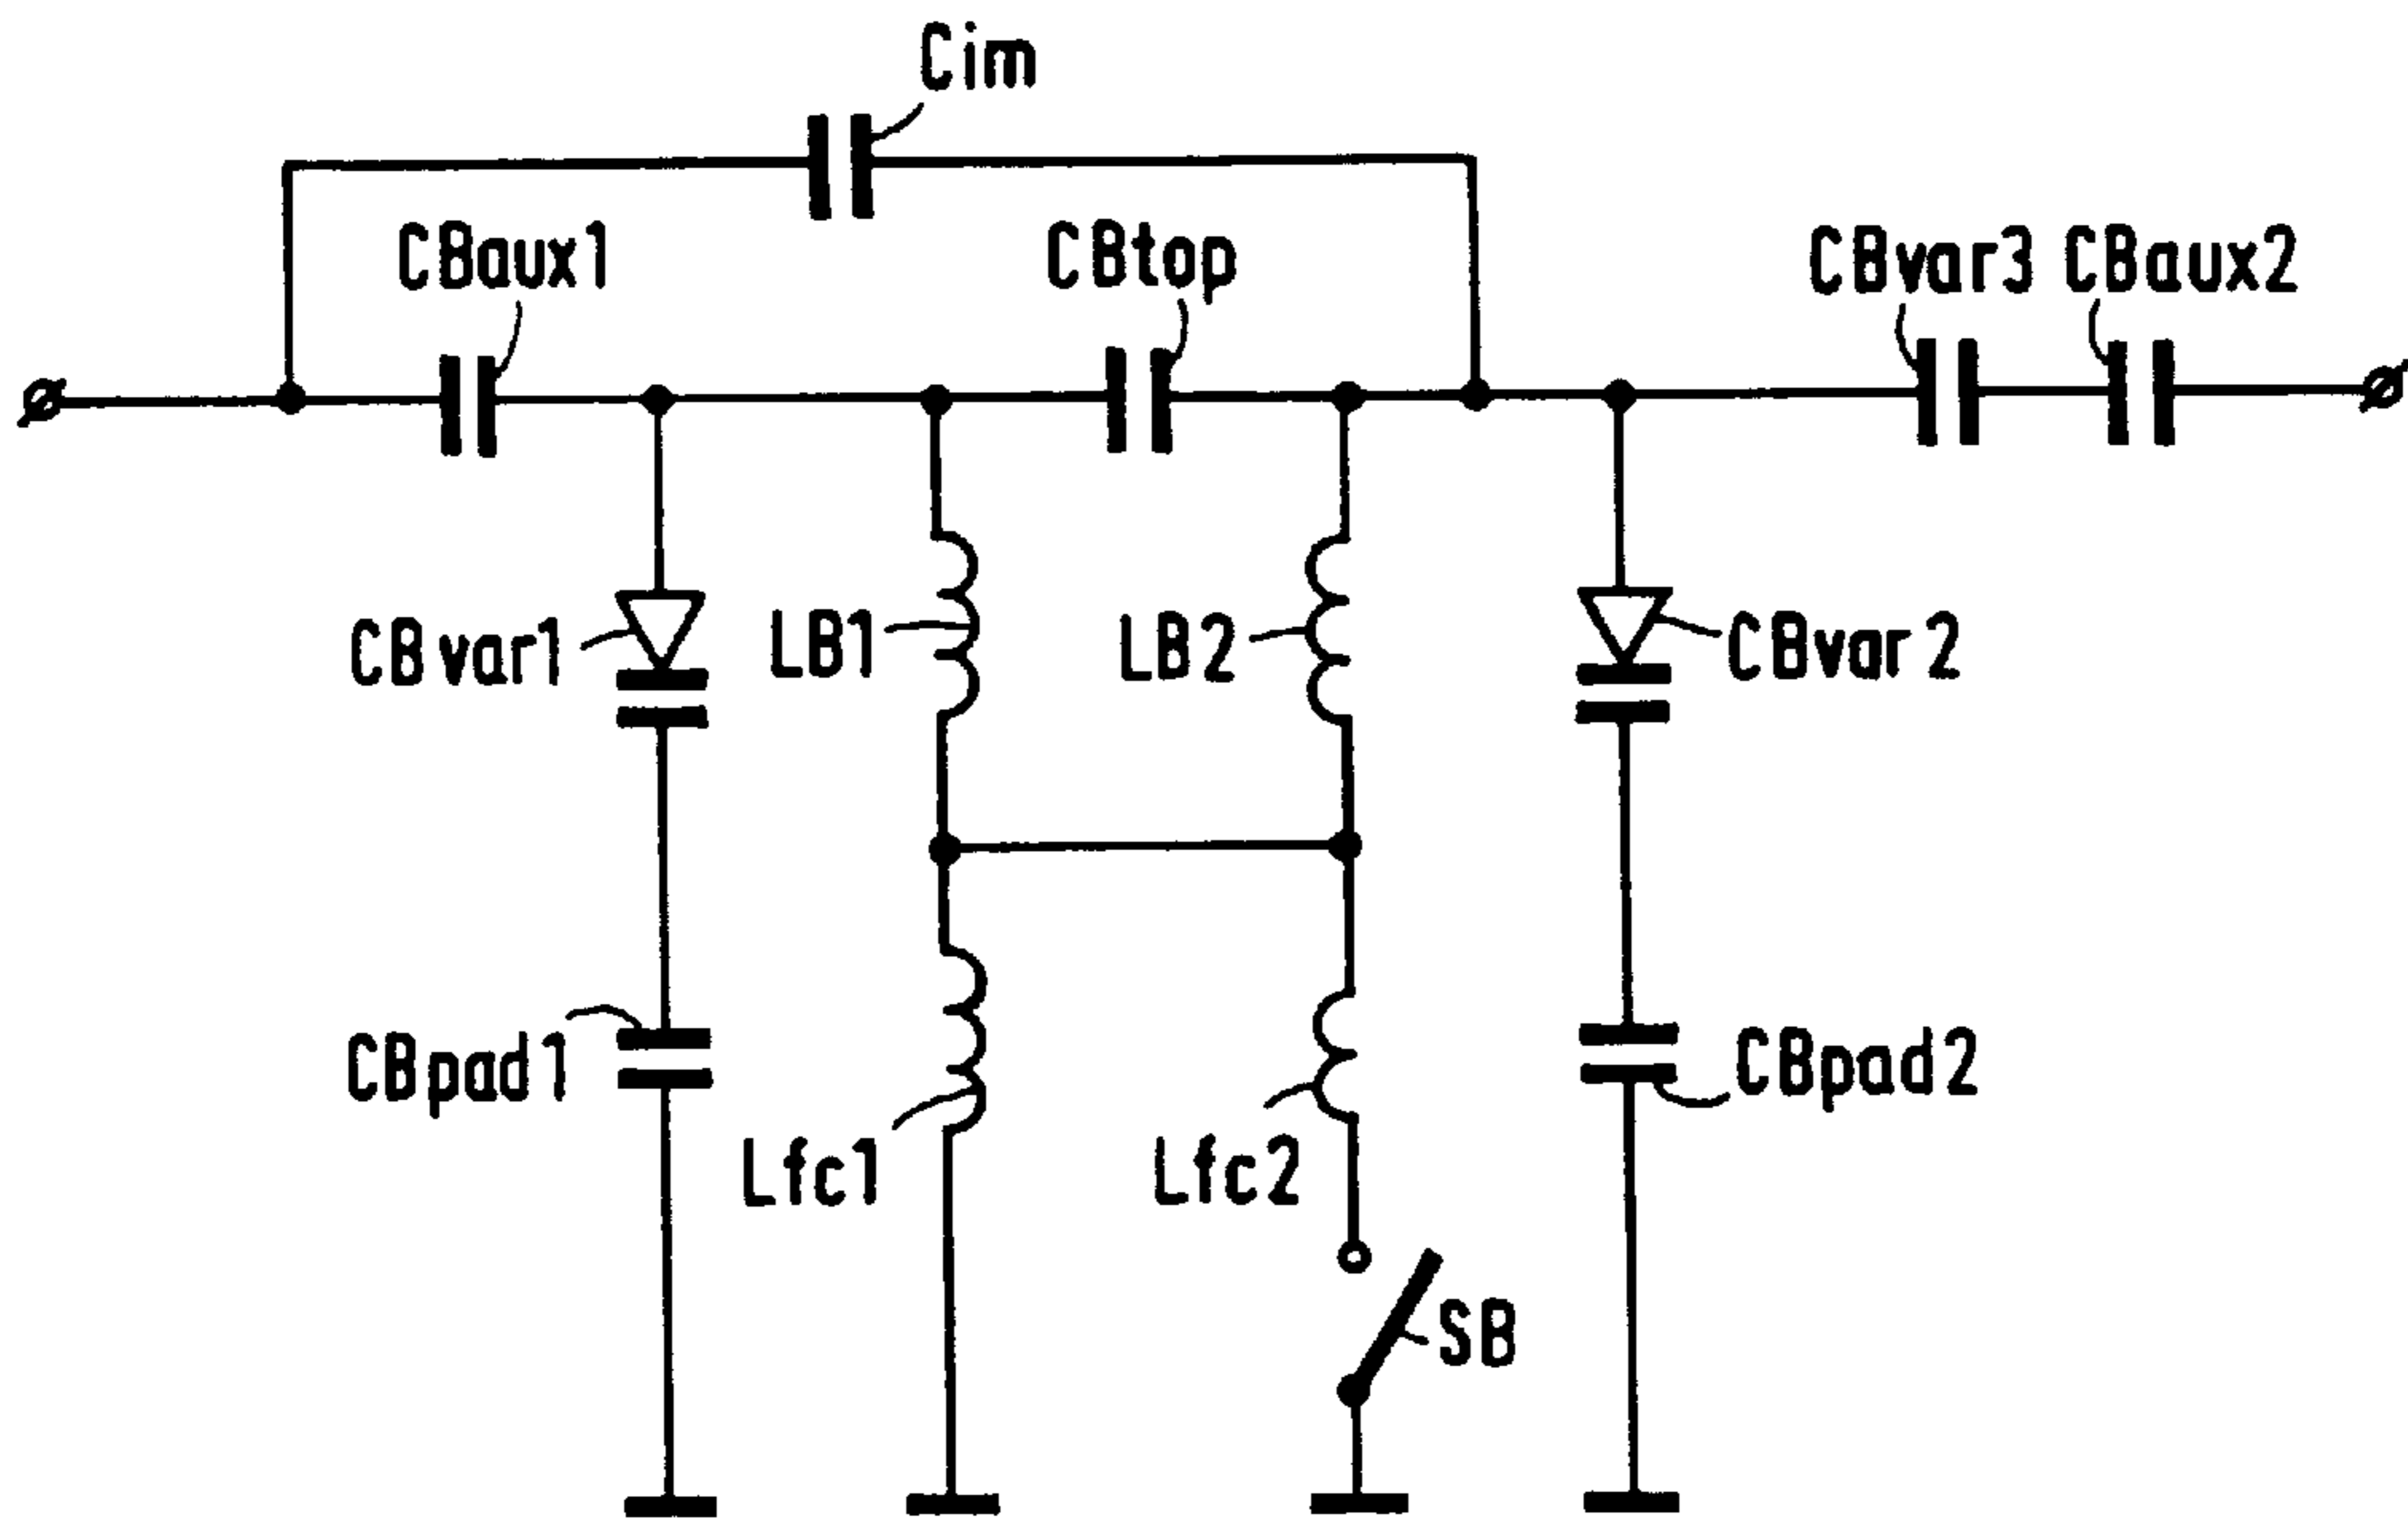 Cim
CBaux1
CBtop
CBvar3
CBaux2
CBvar1
LB1
LB2
CBvar2
CBpad1
Lfc1
Lfc2
CBpad2
SB